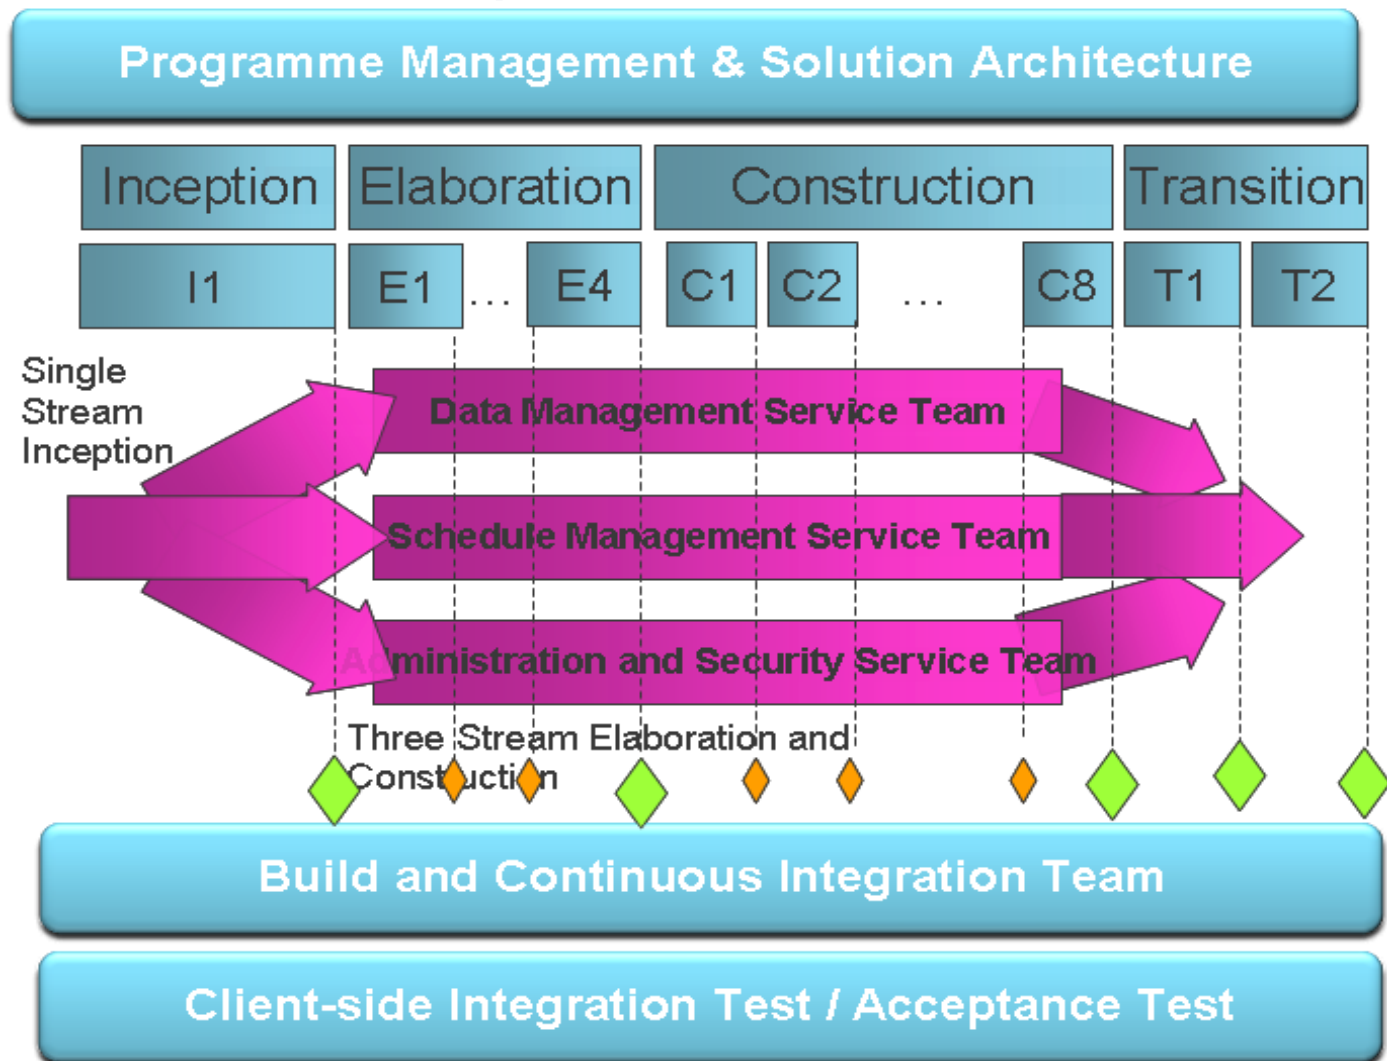 Programme Management & Solution Architecture
Inception Elaboration Construction Transition
I1 E1 ... E4 C1 C2 ... C8 T1 T2
Single
Stream
Inception
Data Management Service Team
Schedule Management Service Team
Administration and Security Service Team
Three Stream Elaboration and
Construction
Build and Continuous Integration Team
Client-side Integration Test / Acceptance Test